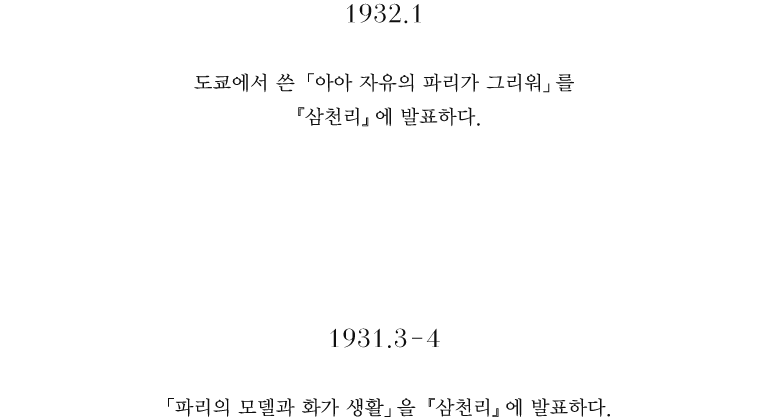 1932.1
도쿄에서 쓴 「아아 자유의 파리가 그리워」를
『삼천리』에 발표하다.
1931.3-4
「파리의 모델과 화가 생활」을 『삼천리』에 발표하다.